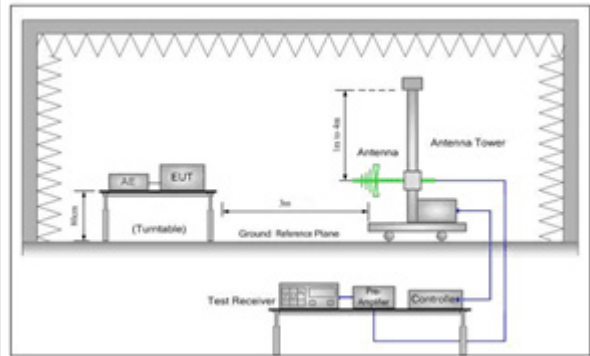 1m to 4m
Antenna
Antenna Tower
AE
EUT
80cm
3m
(Turntable)
Ground Reference Plane
Test Receiver
Pre-
Amplifier
Controller